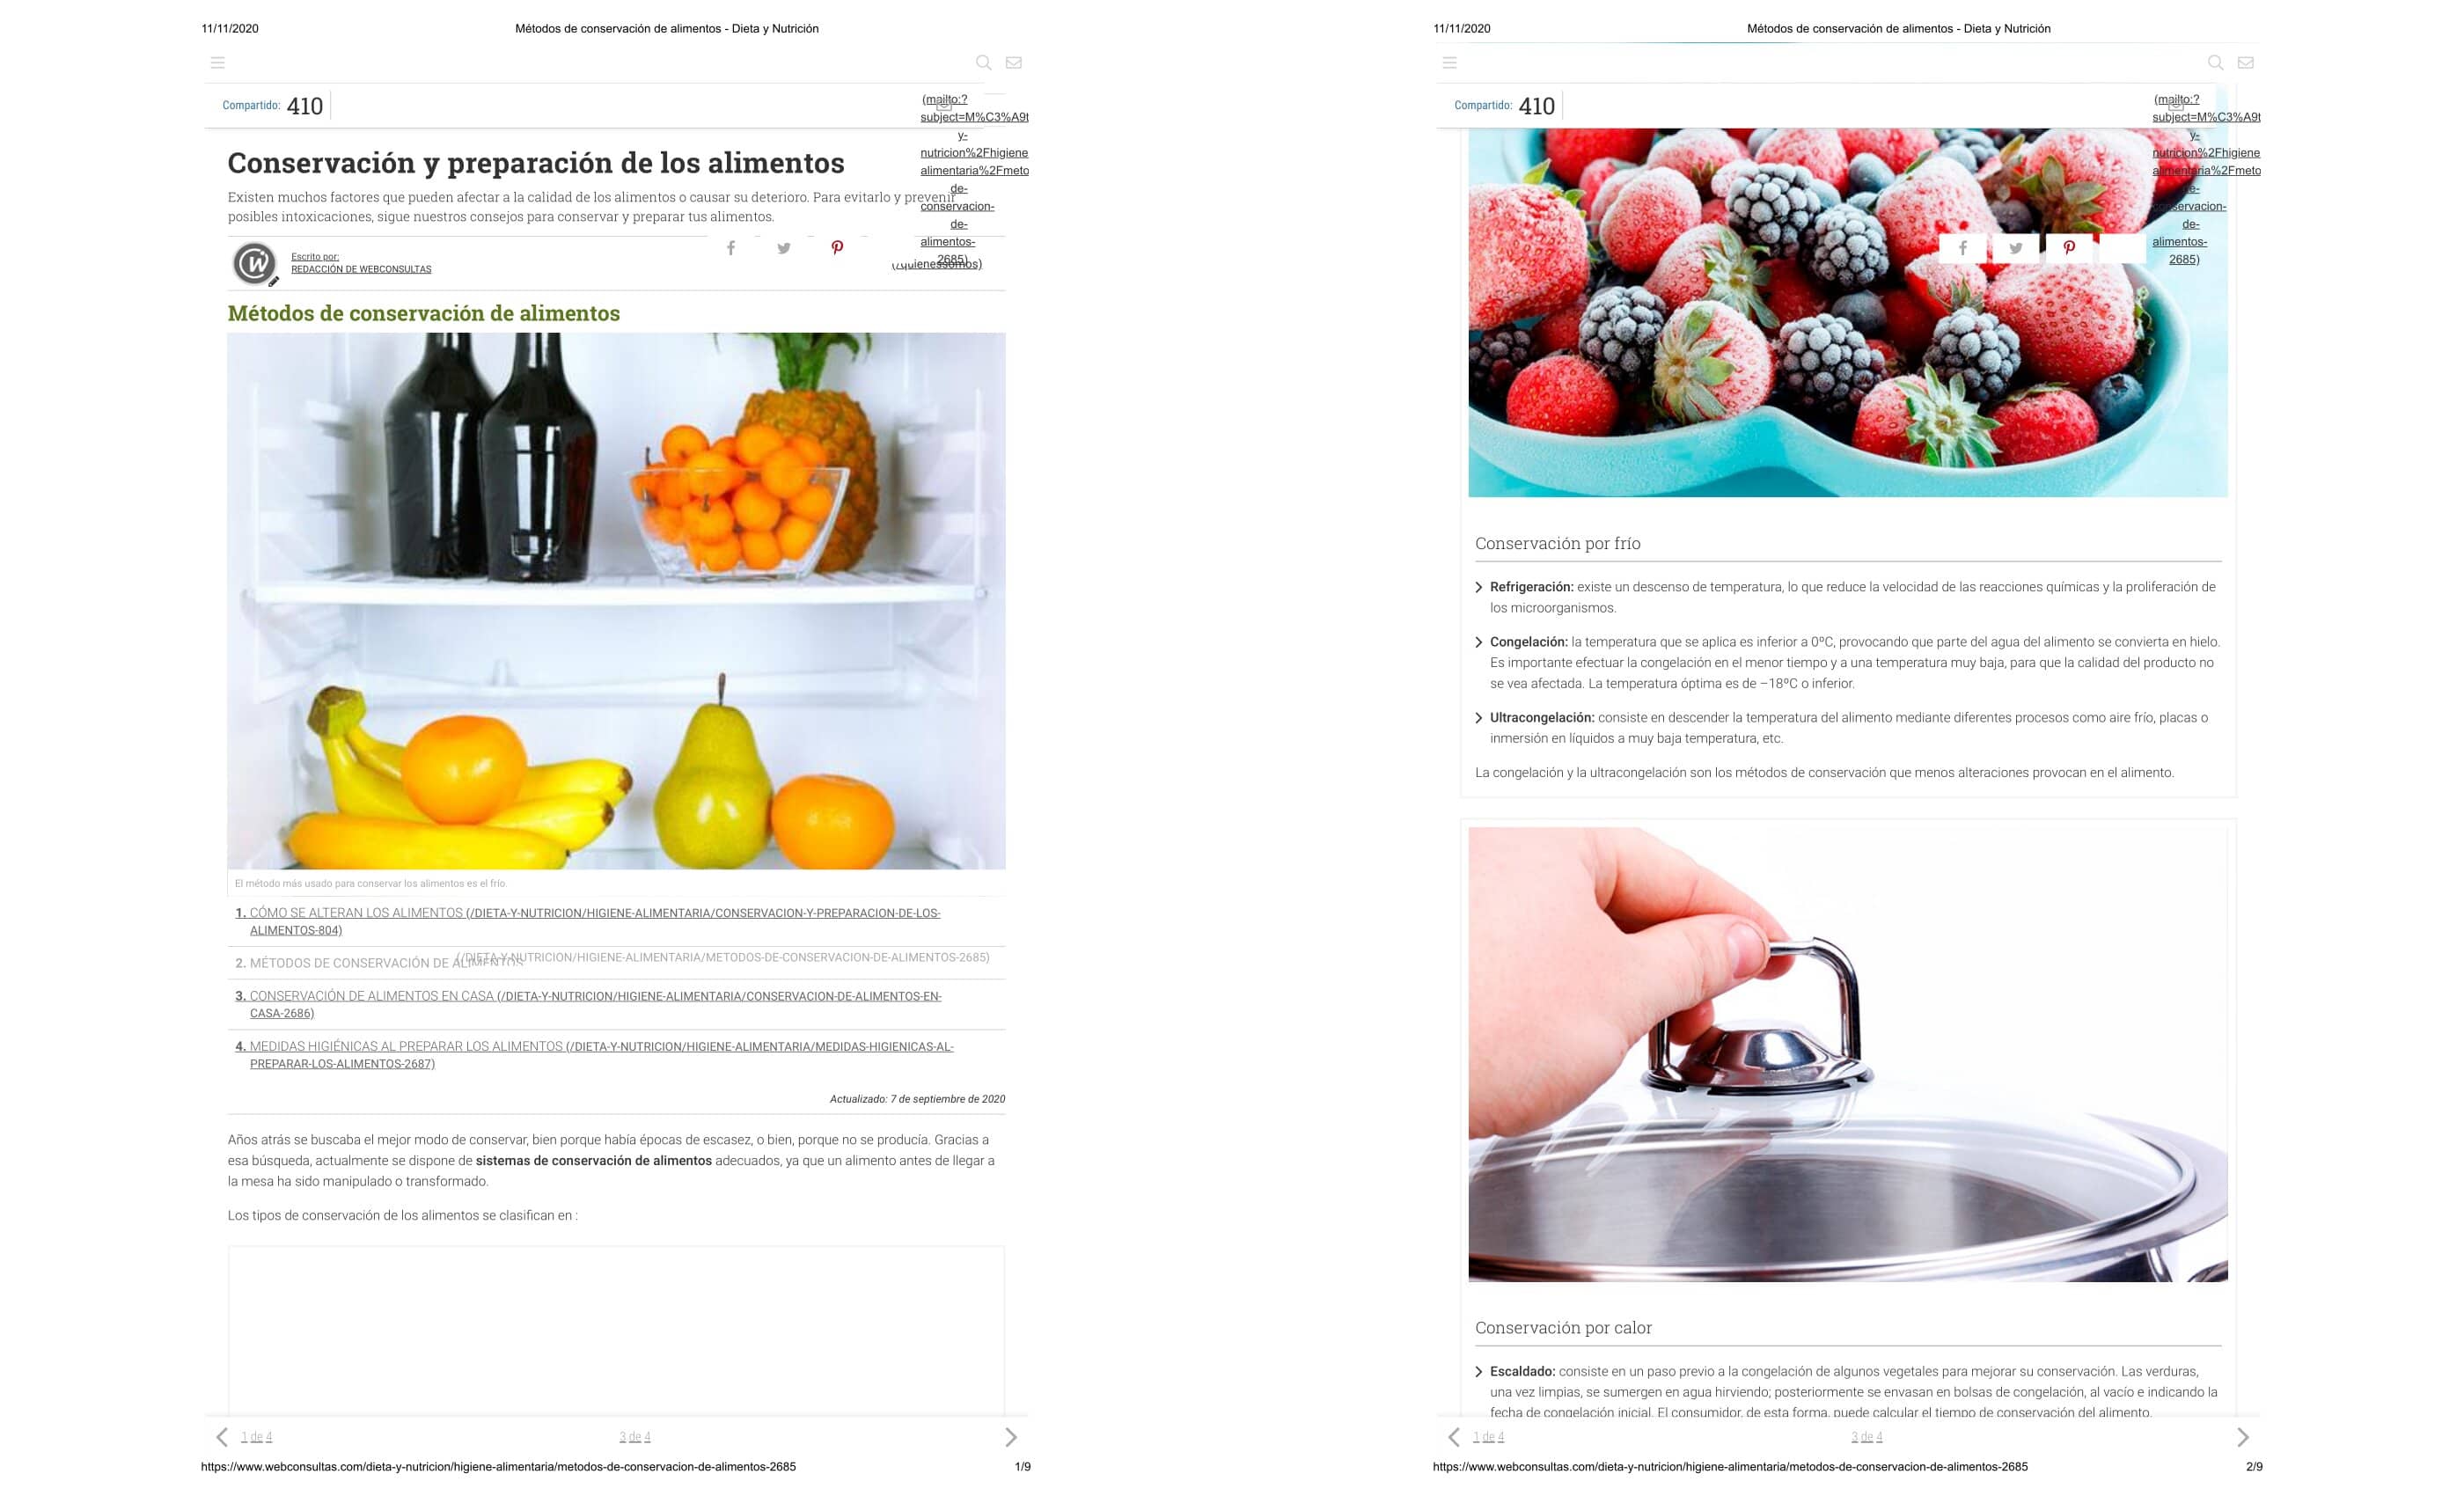 11/11/2020
Métodos de conservación de alimentos - Dieta y Nutrición
Compartido: 410
(mailto:?
subject=M%C3%A9t
y-
nutricion%2Fhigiene
alimentaria%2Fmeto
de-
conservacion-
de-
alimentos-
2685)
Conservación y preparación de los alimentos
Existen muchos factores que pueden afectar a la calidad de los alimentos o causar su deterioro. Para evitarlo y prevenir
posibles intoxicaciones, sigue nuestros consejos para conservar y preparar tus alimentos.
Escrito por:
REDACCIÓN DE WEBCONSULTAS
(/quienessomos)
Métodos de conservación de alimentos
El método más usado para conservar los alimentos es el frío.
1. CÓMO SE ALTERAN LOS ALIMENTOS (/DIETA-Y-NUTRICION/HIGIENE-ALIMENTARIA/CONSERVACION-Y-PREPARACION-DE-LOS-
ALIMENTOS-804)
2. MÉTODOS DE CONSERVACIÓN DE ALIMENTOS
(/DIETA-Y-NUTRICION/HIGIENE-ALIMENTARIA/METODOS-DE-CONSERVACION-DE-ALIMENTOS-2685)
3. CONSERVACIÓN DE ALIMENTOS EN CASA (/DIETA-Y-NUTRICION/HIGIENE-ALIMENTARIA/CONSERVACION-DE-ALIMENTOS-EN-
CASA-2686)
4. MEDIDAS HIGIÉNICAS AL PREPARAR LOS ALIMENTOS (/DIETA-Y-NUTRICION/HIGIENE-ALIMENTARIA/MEDIDAS-HIGIENICAS-AL-
PREPARAR-LOS-ALIMENTOS-2687)
Actualizado: 7 de septiembre de 2020
Años atrás se buscaba el mejor modo de conservar, bien porque había épocas de escasez, o bien, porque no se producía. Gracias a
esa búsqueda, actualmente se dispone de sistemas de conservación de alimentos adecuados, ya que un alimento antes de llegar a
la mesa ha sido manipulado o transformado.
Los tipos de conservación de los alimentos se clasifican en :
1 de 4
3 de 4
https://www.webconsultas.com/dieta-y-nutricion/higiene-alimentaria/metodos-de-conservacion-de-alimentos-2685
1/9
11/11/2020
Métodos de conservación de alimentos - Dieta y Nutrición
Compartido: 410
(mailto:?
subject=M%C3%A9t
y-
nutricion%2Fhigiene
alimentaria%2Fmeto
de-
conservacion-
de-
alimentos-
2685)
Conservación por frío
Refrigeración: existe un descenso de temperatura, lo que reduce la velocidad de las reacciones químicas y la proliferación de
los microorganismos.
Congelación: la temperatura que se aplica es inferior a 0ºC, provocando que parte del agua del alimento se convierta en hielo.
Es importante efectuar la congelación en el menor tiempo y a una temperatura muy baja, para que la calidad del producto no
se vea afectada. La temperatura óptima es de –18ºC o inferior.
Ultracongelación: consiste en descender la temperatura del alimento mediante diferentes procesos como aire frío, placas o
inmersión en líquidos a muy baja temperatura, etc.
La congelación y la ultracongelación son los métodos de conservación que menos alteraciones provocan en el alimento.
Conservación por calor
Escaldado: consiste en un paso previo a la congelación de algunos vegetales para mejorar su conservación. Las verduras,
una vez limpias, se sumergen en agua hirviendo; posteriormente se envasan en bolsas de congelación, al vacío e indicando la
fecha de congelación inicial. El consumidor, de esta forma, puede calcular el tiempo de conservación del alimento.
1 de 4
3 de 4
https://www.webconsultas.com/dieta-y-nutricion/higiene-alimentaria/metodos-de-conservacion-de-alimentos-2685
2/9